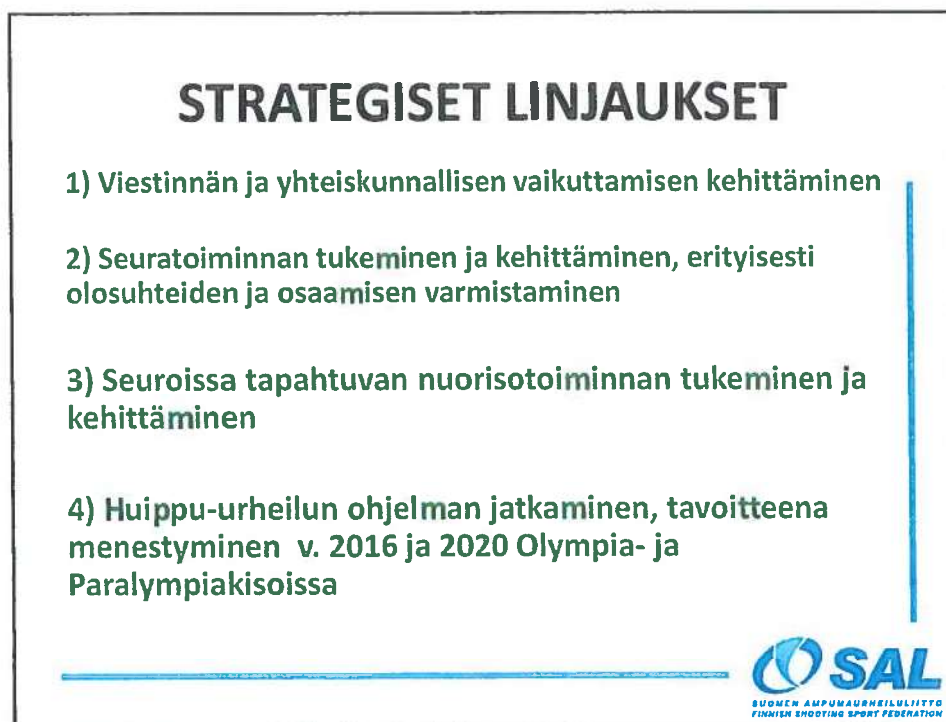 STRATEGISET LINJAUKSET
1) Viestinnän ja yhteiskunnallisen vaikuttamisen kehittäminen
2) Seuratoiminnan tukeminen ja kehittäminen, erityisesti
olosuhteiden ja osaamisen varmistaminen
3) Seuroissa tapahtuvan nuorisotoiminnan tukeminen ja
kehittäminen
4) Huippu-urheilun ohjelman jatkaminen, tavoitteena
menestyminen v. 2016 ja 2020 Olympia- ja
Paralympiakisoissa
SAL
SUOMEN AMPUMAURHEILULIITTO
FINNISH SHOOTING SPORT FEDERATION